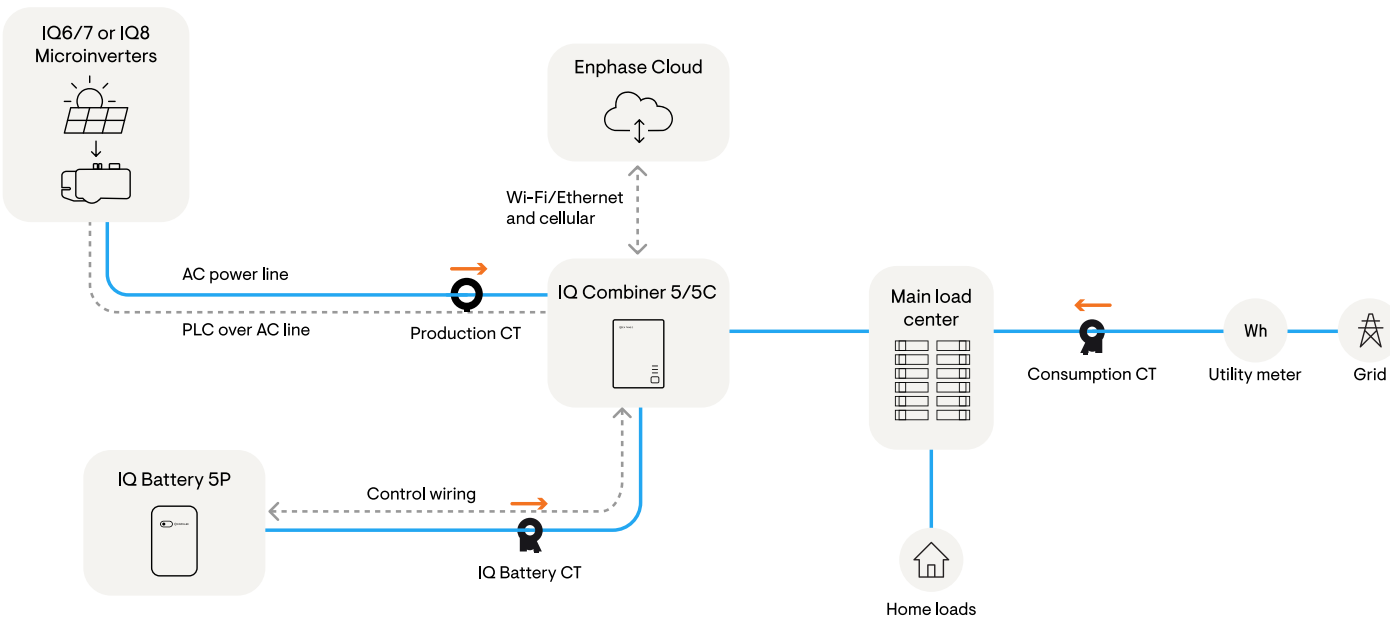 IQ6/7 or IQ8
Microinverters
Enphase Cloud
Wi-Fi/Ethernet
and cellular
AC power line
PLC over AC line
Production CT
IQ Combiner 5/5C
Main load
center
Consumption CT
Wh
Utility meter
Grid
IQ Battery 5P
Control wiring
IQ Battery CT
Home loads